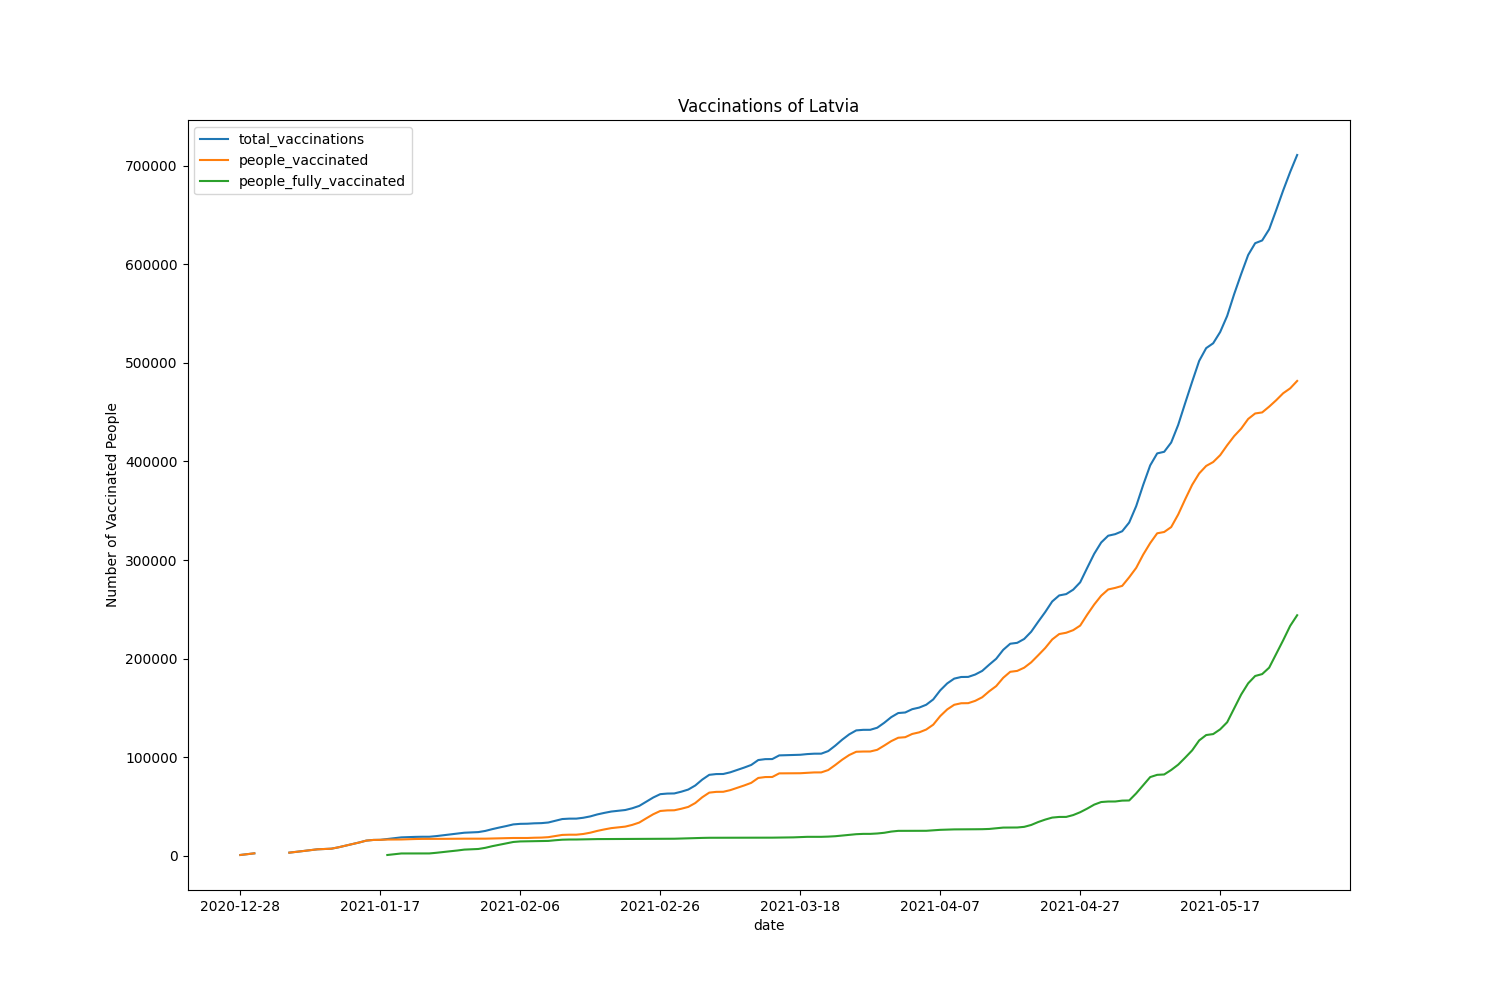 Vaccinations of Latvia
total_vaccinations
people_vaccinated
people_fully_vaccinated
Number of Vaccinated People
700000
600000
500000
400000
300000
200000
100000
0
2020-12-28 2021-01-17 2021-02-06 2021-02-26 2021-03-18 2021-04-07 2021-04-27 2021-05-17
date